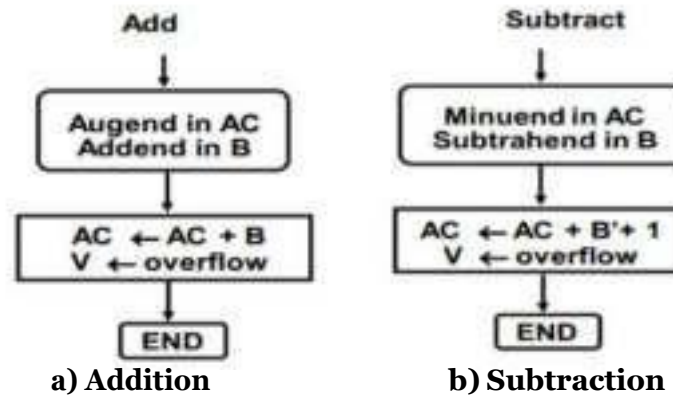 Add
Augend in AC
Addend in B
AC ← AC + B
V ← overflow
END
a) Addition
Subtract
Minuend in AC
Subtrahend in B
AC ← AC + B'+ 1
V ← overflow
END
b) Subtraction